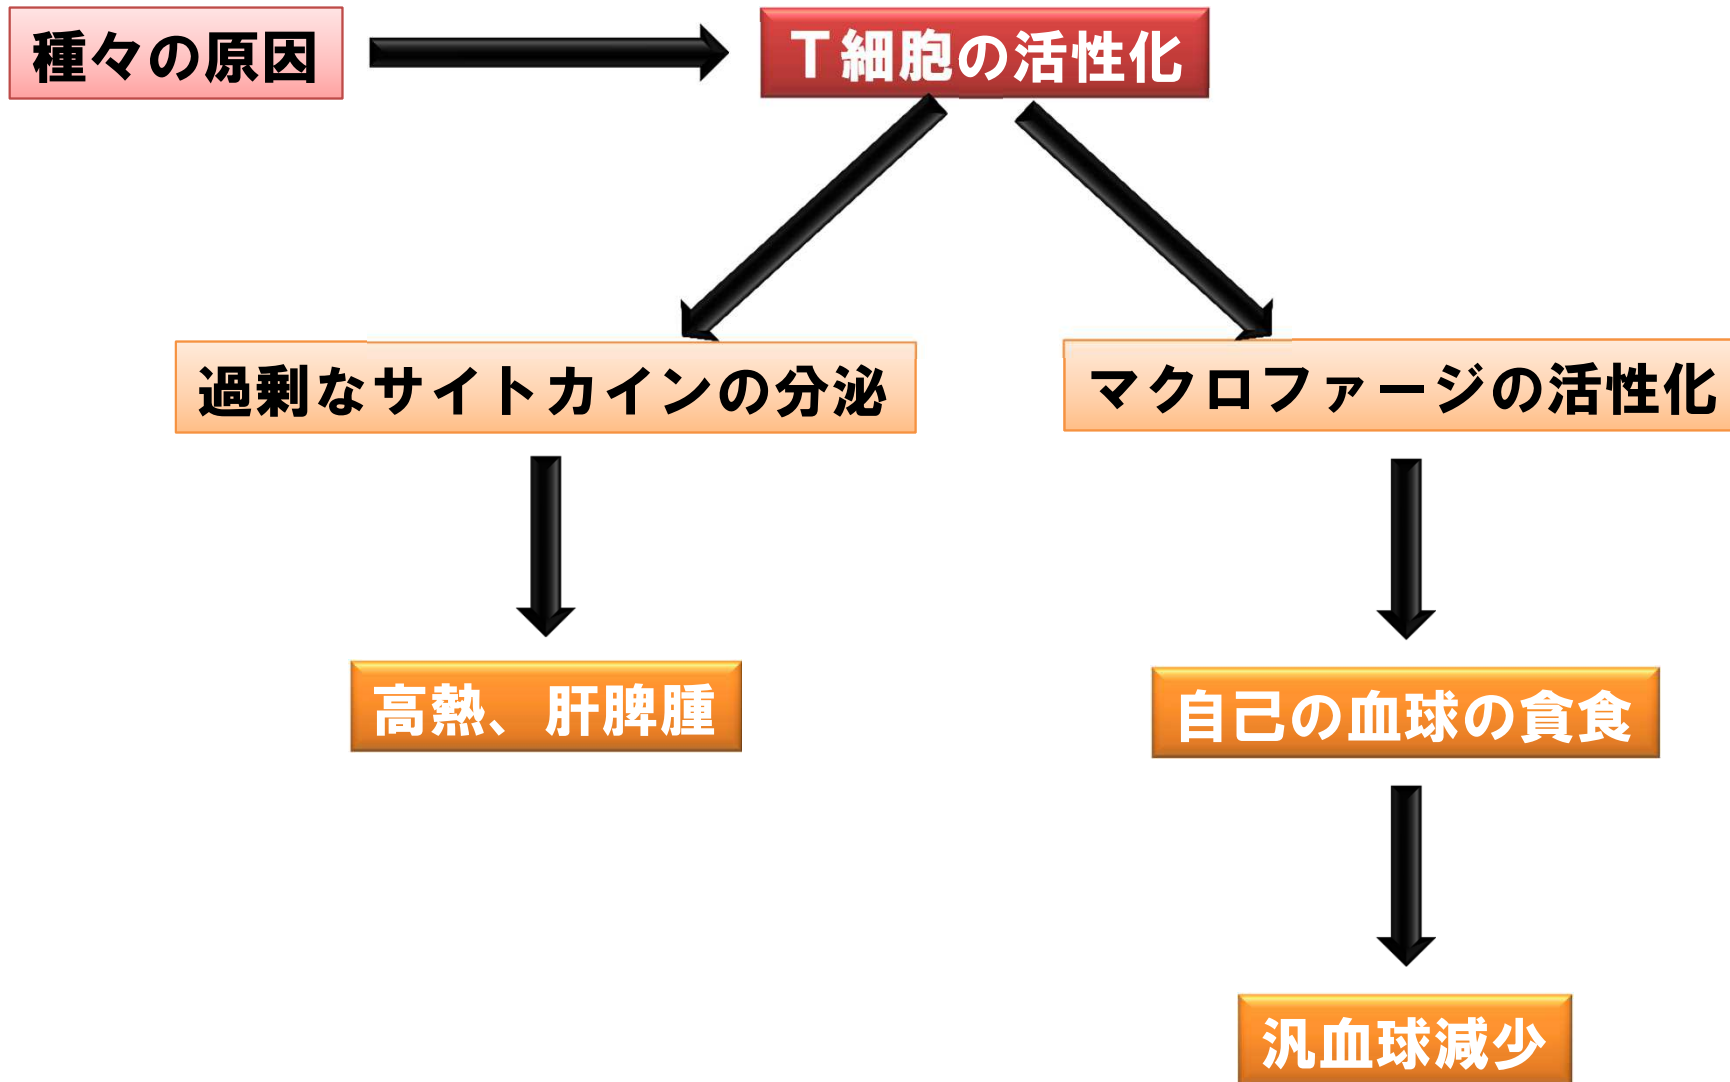 種々の原因
T細胞の活性化
過剰なサイトカインの分泌
マクロファージの活性化
高熱、肝脾腫
自己の血球の貪食
汎血球減少